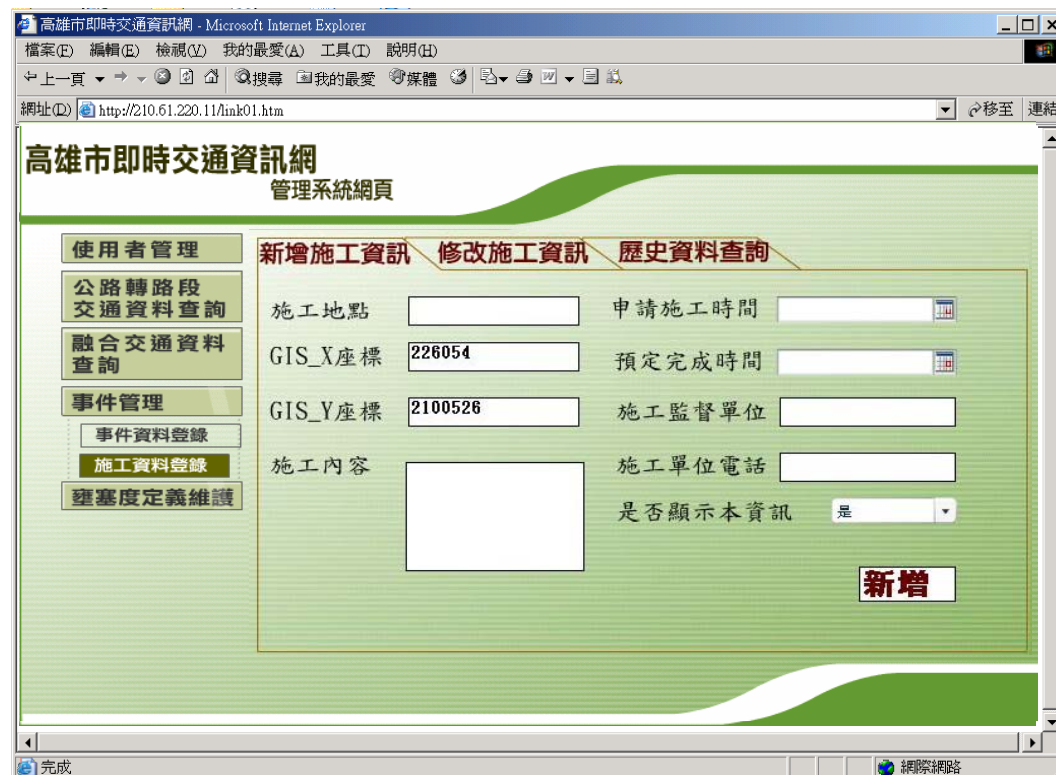 高雄市即時交通資訊網 - Microsoft Internet Explorer
檔案(F) 編輯(E) 檢視(V) 我的最愛(A) 工具(T) 說明(H)
上一頁 搜尋 我的最愛 媒體
網址(D) http://210.61.220.11/link01.htm 移至 連結
高雄市即時交通資訊網
管理系統網頁
使用者管理
公路轉路段
交通資料查詢
融合交通資料
查詢
事件管理
事件資料登錄
施工資料登錄
壅塞度定義維護
新增施工資訊 修改施工資訊 歷史資料查詢
施工地點 申請施工時間
GIS_X座標 226054 預定完成時間
GIS_Y座標 2100526 施工監督單位
施工內容 施工單位電話
是否顯示本資訊 是
新增
完成 網際網路